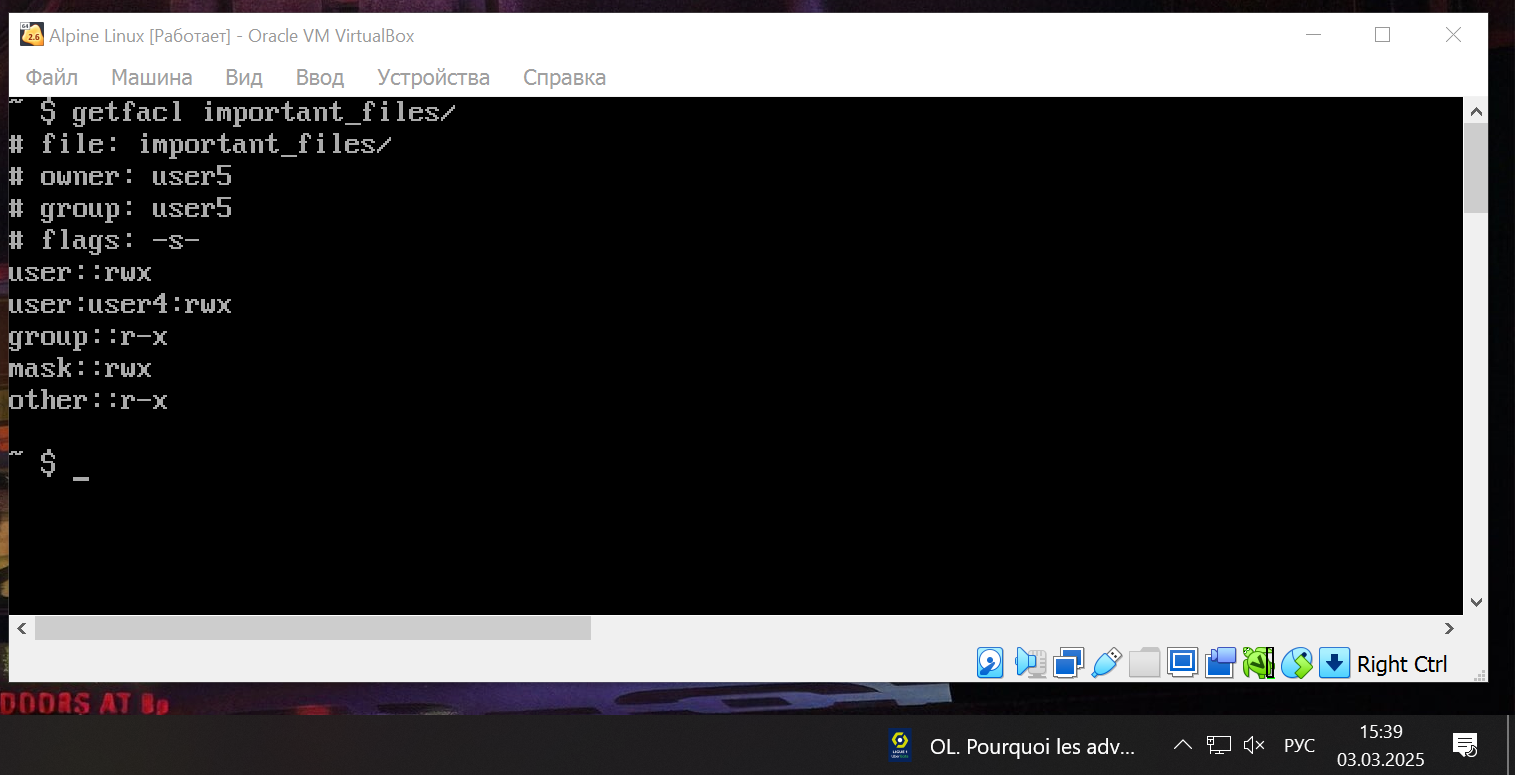 Alpine Linux [Работает] - Oracle VM VirtualBox
Файл Машина Вид Ввод Устройства Справка
~ $ getfacl important_files/
# file: important_files/
# owner: user5
# group: user5
# flags: -s-
user::rwx
user:user4:rwx
group::r-x
mask::rwx
other::r-x
~ $ _
Right Ctrl
DOORS AT 8p
OL. Pourquoi les adv...
РУС
15:39
03.03.2025